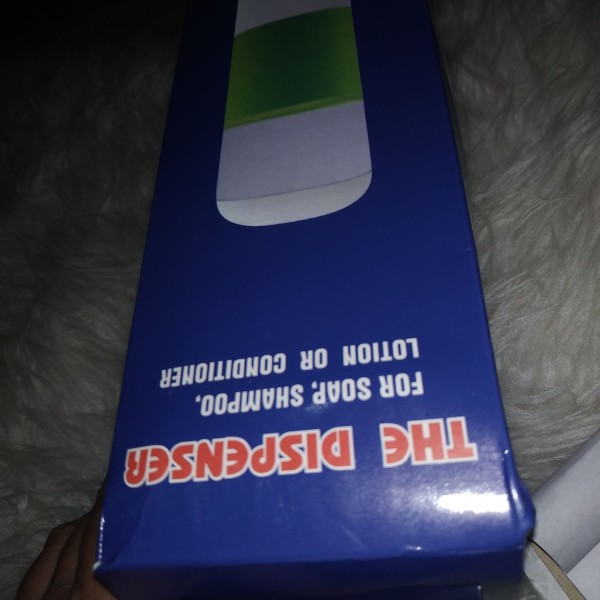 THE DISPENSER
FOR SOAP, SHAMPOO,
LOTION OR CONDITIONER